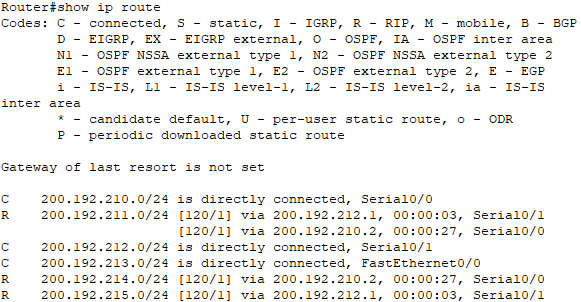 Router#show ip route
Codes: C - connected, S - static, I - IGRP, R - RIP, M - mobile, B - BGP
       D - EIGRP, EX - EIGRP external, O - OSPF, IA - OSPF inter area
       N1 - OSPF NSSA external type 1, N2 - OSPF NSSA external type 2
       E1 - OSPF external type 1, E2 - OSPF external type 2, E - EGP
       i - IS-IS, L1 - IS-IS level-1, L2 - IS-IS level-2, ia - IS-IS
inter area
       * - candidate default, U - per-user static route, o - ODR
       P - periodic downloaded static route
Gateway of last resort is not set
C    200.192.210.0/24 is directly connected, Serial0/0
R    200.192.211.0/24 [120/1] via 200.192.212.1, 00:00:03, Serial0/1
                      [120/1] via 200.192.210.2, 00:00:27, Serial0/0
C    200.192.212.0/24 is directly connected, Serial0/1
C    200.192.213.0/24 is directly connected, FastEthernet0/0
R    200.192.214.0/24 [120/1] via 200.192.210.2, 00:00:27, Serial0/0
R    200.192.215.0/24 [120/1] via 200.192.212.1, 00:00:03, Serial0/1